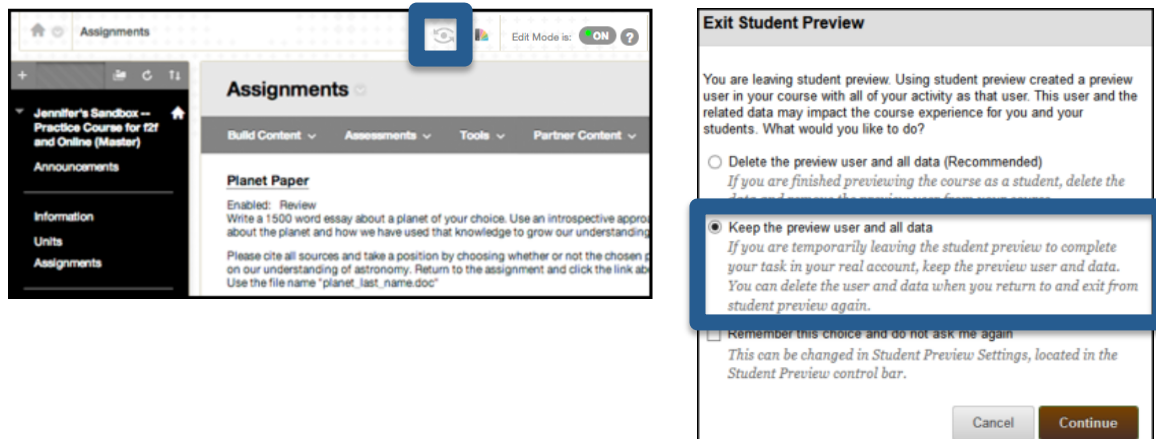 Assignments
Edit Mode is: ON ?
Jennifer's Sandbox --
Practice Course for f2f
and Online (Master)
Announcements
Information
Units
Assignments
Assignments
Build Content Assessments Tools Partner Content
Planet Paper
Enabled: Review
Write a 1500 word essay about a planet of your choice. Use an introspective
about the planet and how we have used that knowledge to grow our understanding
Please cite all sources and take a position by choosing whether or not the chosen
on our understanding of astronomy. Return to the assignment and click the link
Use the file name "planet_last_name.doc"
Exit Student Preview
You are leaving student preview. Using student preview created a preview
user in your course with all of your activity as that user. This user and the
related data may impact the course experience for you and your
students. What would you like to do?
Delete the preview user and all data (Recommended)
If you are finished previewing the course as a student, delete the
data and remove the preview user from your course.
Keep the preview user and all data
If you are temporarily leaving the student preview to complete
your task in your real account, keep the preview user and data.
You can delete the user and data when you return to and exit from
student preview again.
Remember this choice and do not ask me again
This can be changed in Student Preview Settings, located in the
Student Preview control bar.
Cancel Continue